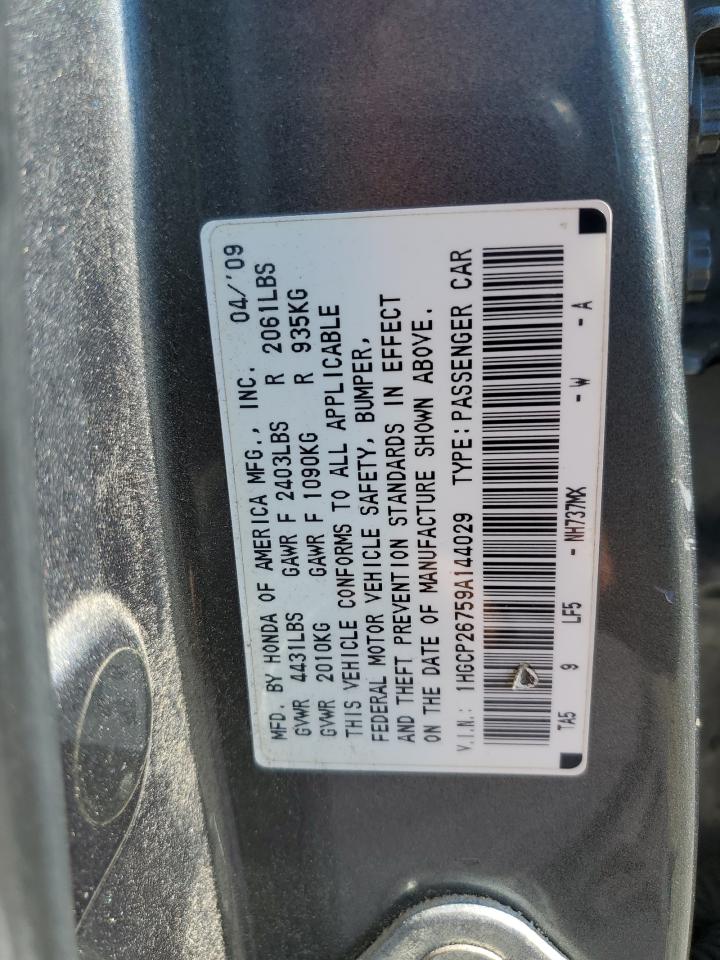 MFD. BY HONDA OF AMERICA MFG., INC. 04/'09
GVWR 4431LBS GAWR F 2403LBS R 2061LBS
GVWR 2010KG GAWR F 1090KG R 935KG
THIS VEHICLE CONFORMS TO ALL APPLICABLE
FEDERAL MOTOR VEHICLE SAFETY, BUMPER,
AND THEFT PREVENTION STANDARDS IN EFFECT
ON THE DATE OF MANUFACTURE SHOWN ABOVE.
V.I.N.: 1HGCP26759A144029 TYPE:PASSENGER CAR
TA5 9 LF5 - NH737MX - W - A